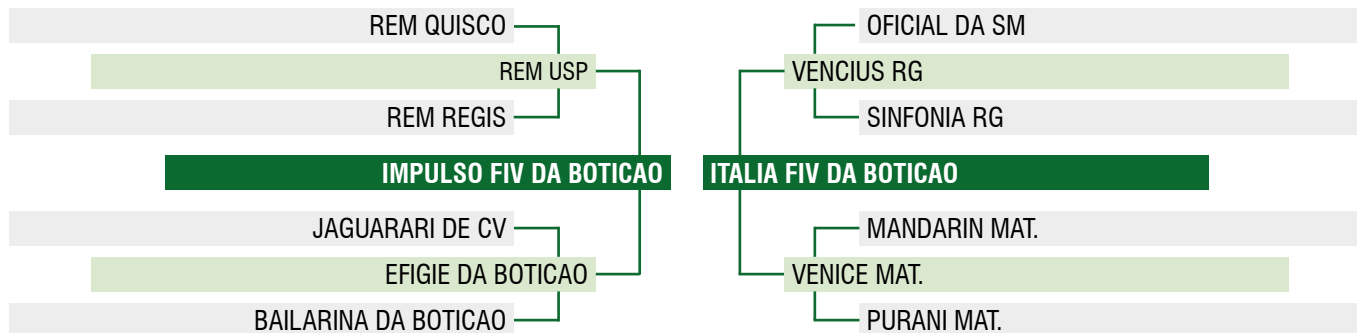 REM QUISCO
REM USP
REM REGIS
IMPULSO FIV DA BOTICAO
JAGUARARI DE CV
EFIGIE DA BOTICAO
BAILARINA DA BOTICAO
OFICIAL DA SM
VENCIUS RG
SINFONIA RG
ITALIA FIV DA BOTICAO
MANDARIN MAT.
VENICE MAT.
PURANI MAT.